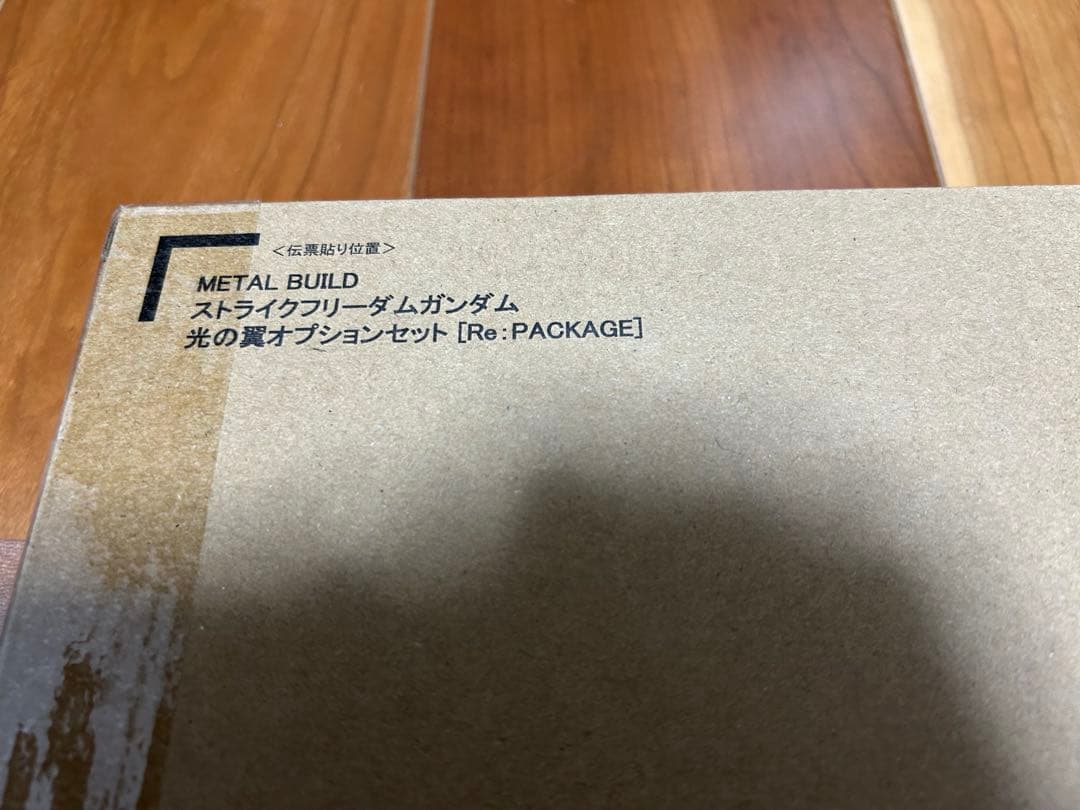 <伝票貼り位置>
METAL BUILD
ストライクフリーダムガンダム
光の翼オプションセット [Re:PACKAGE]